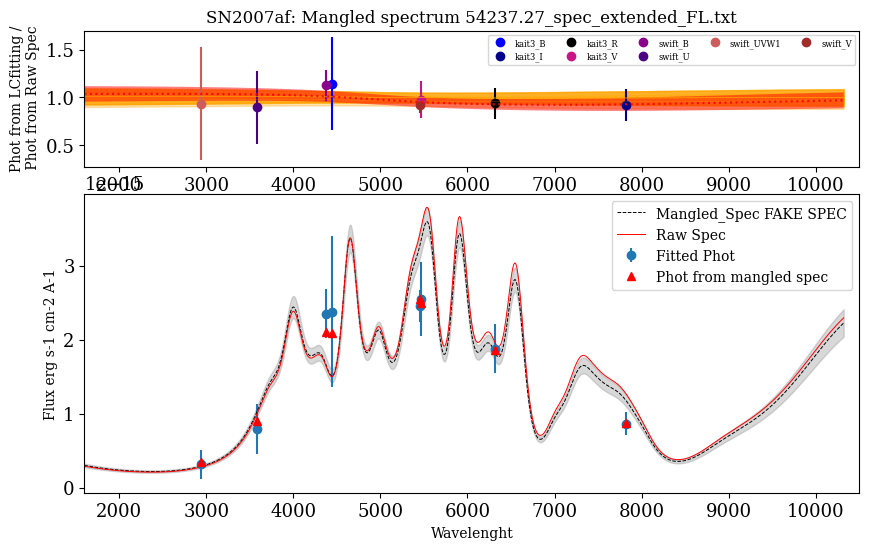 SN2007af: Mangled spectrum 54237.27_spec_extended_FL.txt
Phot from LCfitting /
Phot from Raw Spec
1.5
1.0
0.5
kait3_B kait3_R swift_B swift_UVW1 swift_V
kait3_I kait3_V swift_U
2000 3000 4000 5000 6000 7000 8000 9000 10000
1e−15
Flux erg s-1 cm-2 A-1
3
2
1
0
Mangled_Spec FAKE SPEC
Raw Spec
Fitted Phot
Phot from mangled spec
2000 3000 4000 5000 6000 7000 8000 9000 10000
Wavelenght